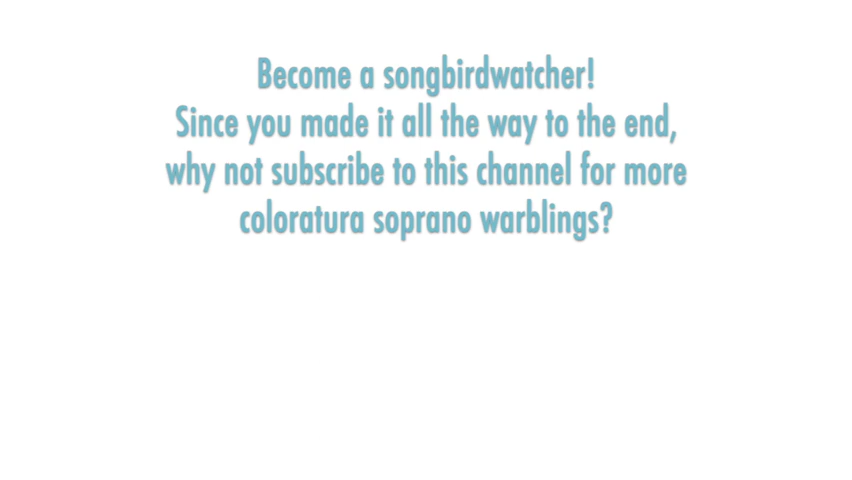 Become a songbirdwatcher!
Since you made it all the way to the end,
why not subscribe to this channel for more
coloratura soprano warblings?